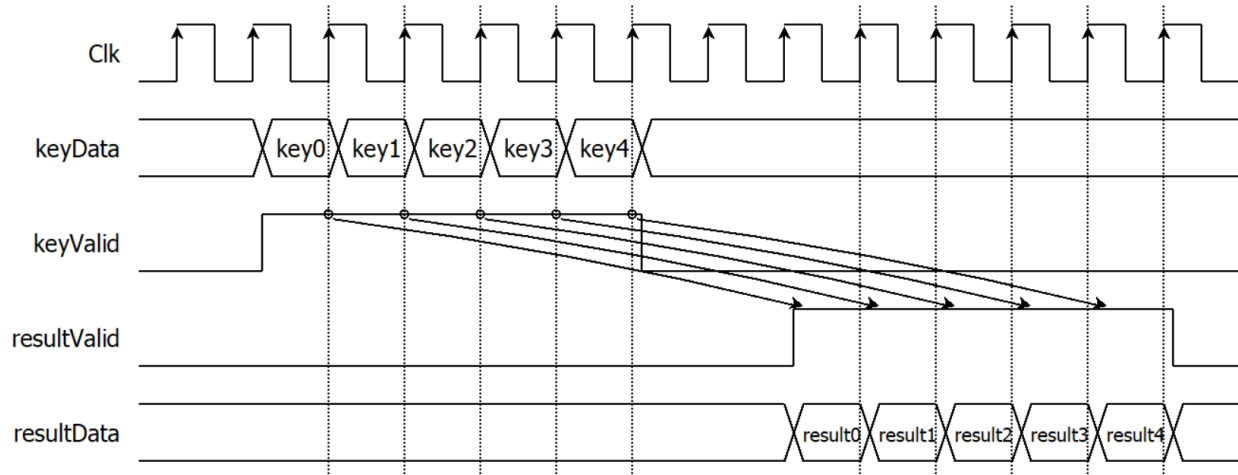 Clk
keyData key0 key1 key2 key3 key4
keyValid
resultValid
resultData result0 result1 result2 result3 result4